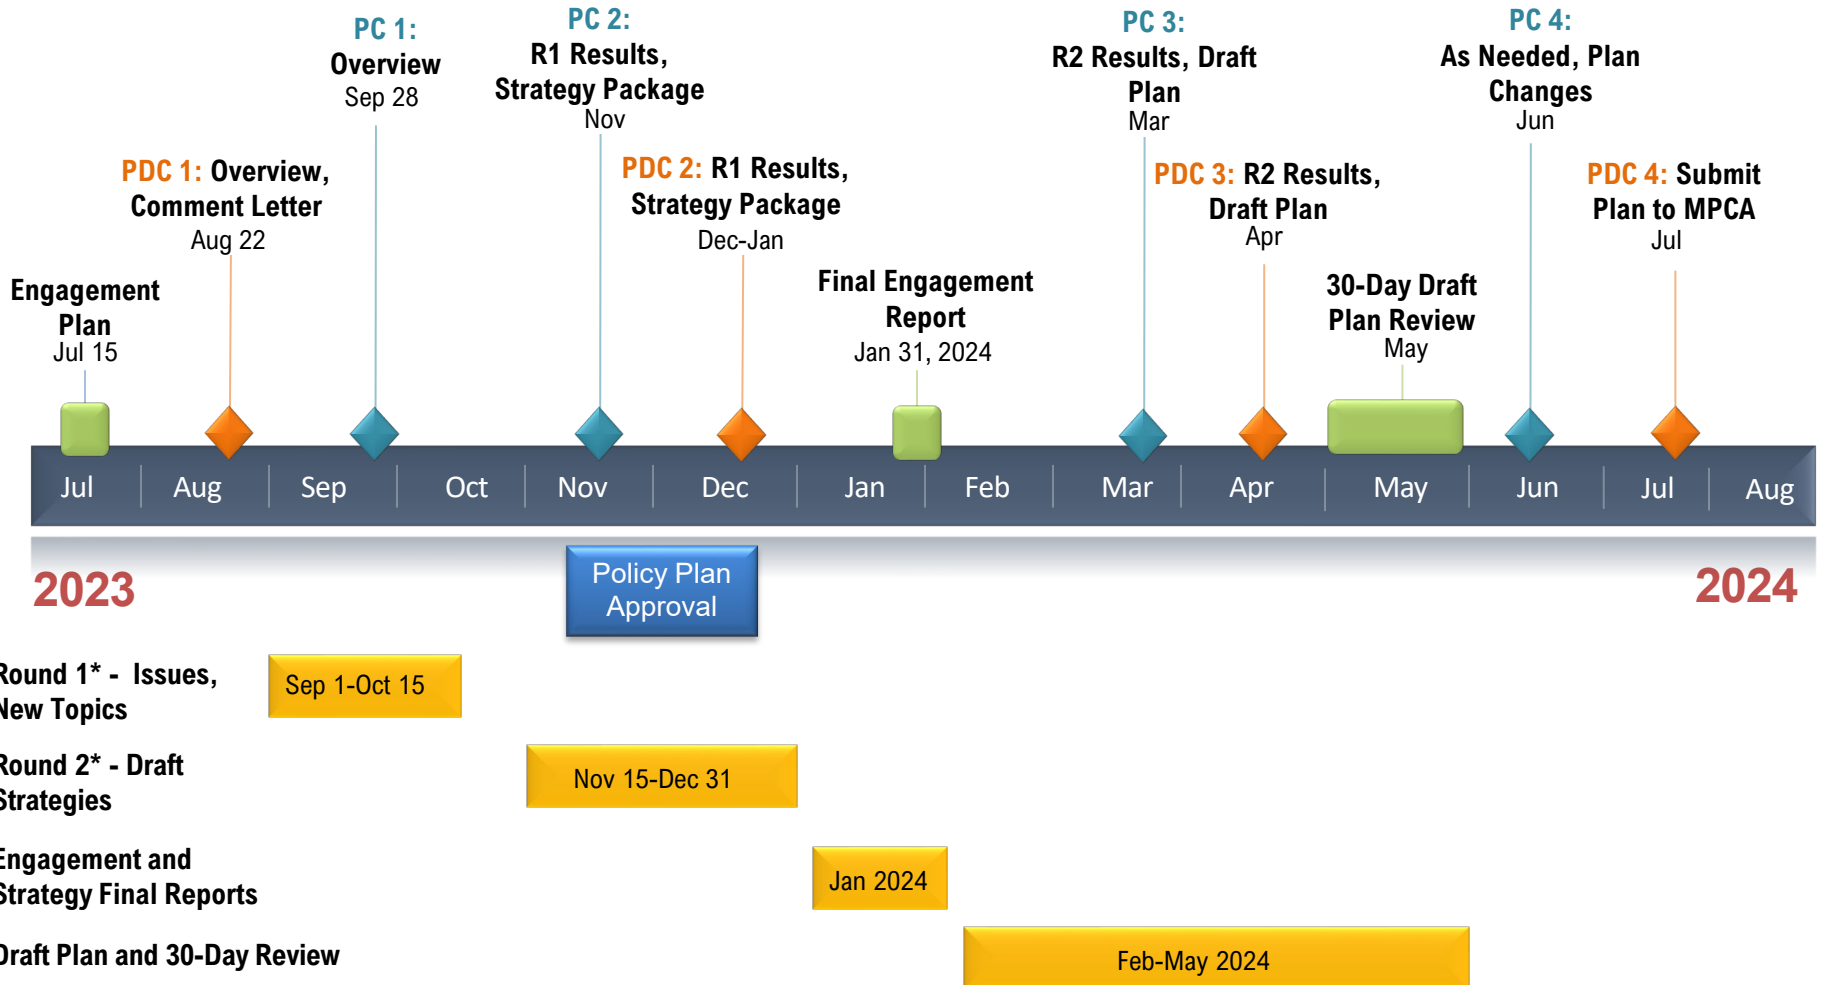 PC 1:
Overview
Sep 28
PC 2:
R1 Results,
Strategy Package
Nov
PC 3:
R2 Results, Draft
Plan
Mar
PC 4:
As Needed, Plan
Changes
Jun
PDC 1: Overview,
Comment Letter
Aug 22
PDC 2: R1 Results,
Strategy Package
Dec-Jan
PDC 3: R2 Results,
Draft Plan
Apr
PDC 4: Submit
Plan to MPCA
Jul
Engagement
Plan
Jul 15
Final Engagement
Report
Jan 31, 2024
30-Day Draft
Plan Review
May
Jul Aug Sep Oct Nov Dec Jan Feb Mar Apr May Jun Jul Aug
2023
Policy Plan
Approval
2024
Round 1* - Issues,
New Topics
Sep 1-Oct 15
Round 2* - Draft
Strategies
Nov 15-Dec 31
Engagement and
Strategy Final Reports
Jan 2024
Draft Plan and 30-Day Review
Feb-May 2024